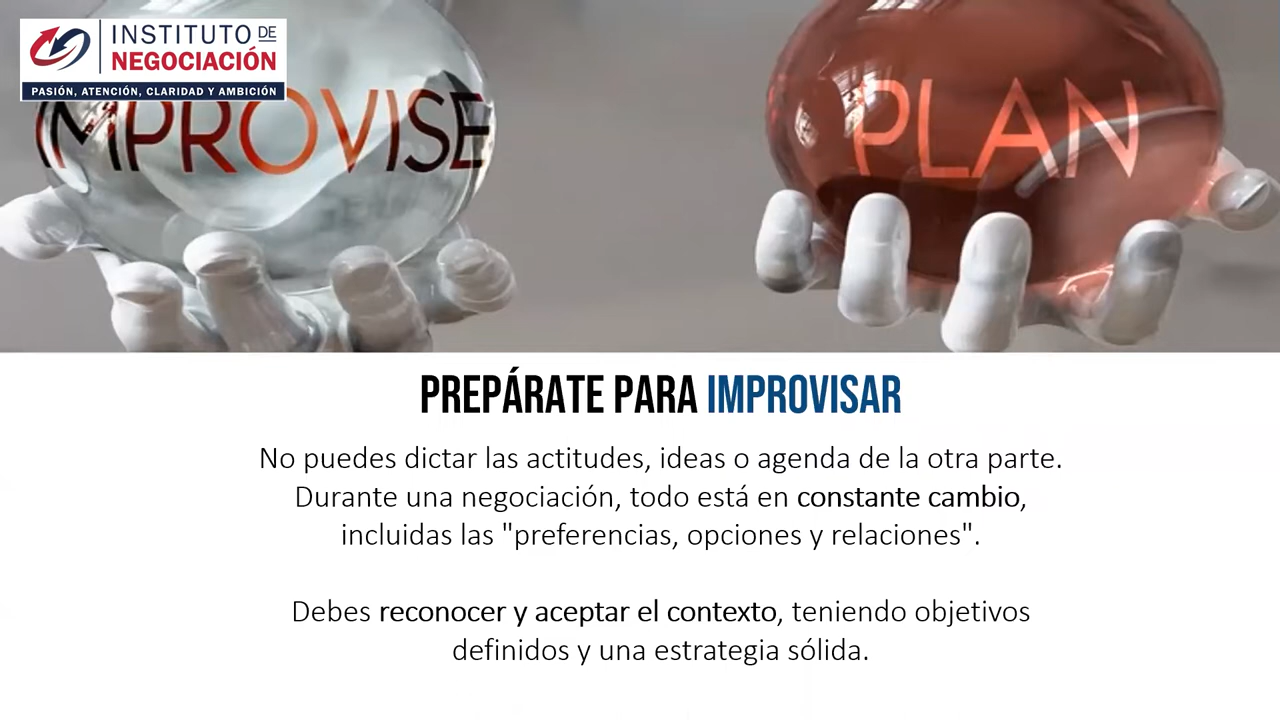 INSTITUTO DE
NEGOCIACIÓN
PASIÓN, ATENCIÓN, CLARIDAD Y AMBICIÓN
IMPROVISE
PLAN
PREPÁRATE PARA IMPROVISAR
No puedes dictar las actitudes, ideas o agenda de la otra parte.
Durante una negociación, todo está en constante cambio,
incluidas las "preferencias, opciones y relaciones".
Debes reconocer y aceptar el contexto, teniendo objetivos
definidos y una estrategia sólida.